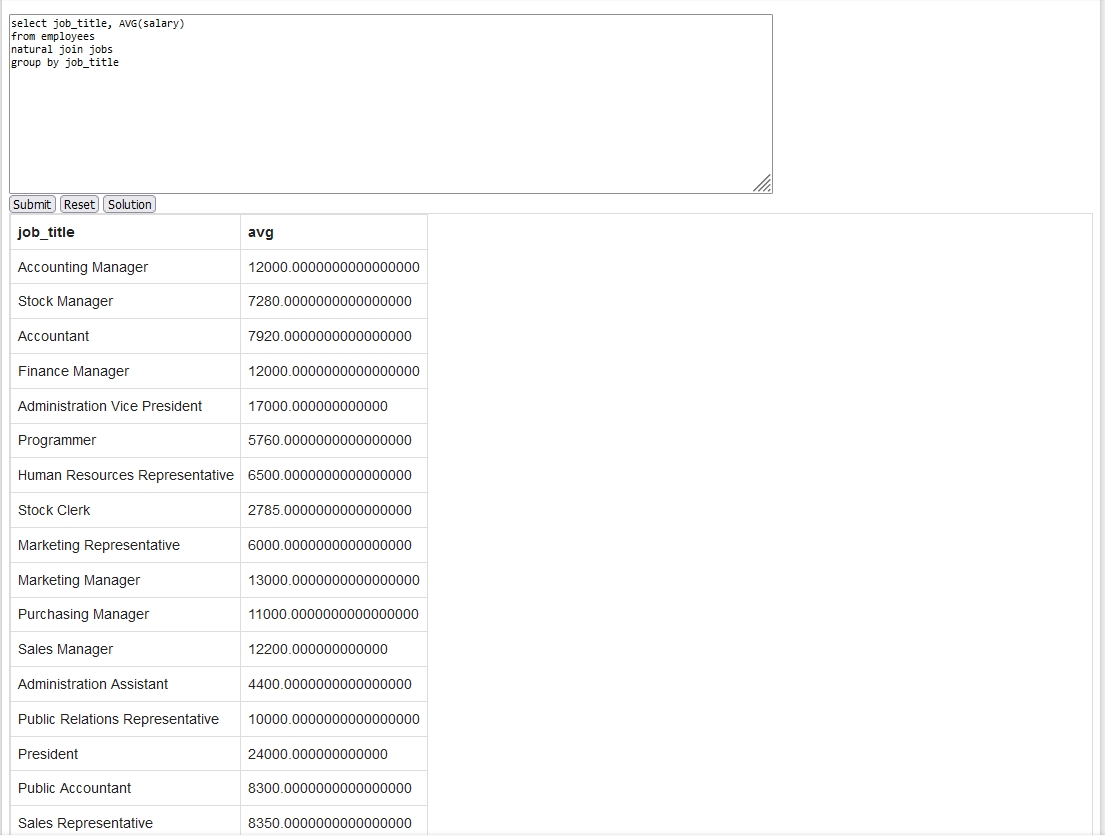 select job_title, AVG(salary)
from employees
natural join jobs
group by job_title
Submit Reset Solution
job_title avg
Accounting Manager 12000.0000000000000000
Stock Manager 7280.0000000000000000
Accountant 7920.0000000000000000
Finance Manager 12000.0000000000000000
Administration Vice President 17000.000000000000
Programmer 5760.0000000000000000
Human Resources Representative 6500.0000000000000000
Stock Clerk 2785.0000000000000000
Marketing Representative 6000.0000000000000000
Marketing Manager 13000.0000000000000000
Purchasing Manager 11000.0000000000000000
Sales Manager 12200.000000000000
Administration Assistant 4400.0000000000000000
Public Relations Representative 10000.0000000000000000
President 24000.000000000000
Public Accountant 8300.0000000000000000
Sales Representative 8350.0000000000000000